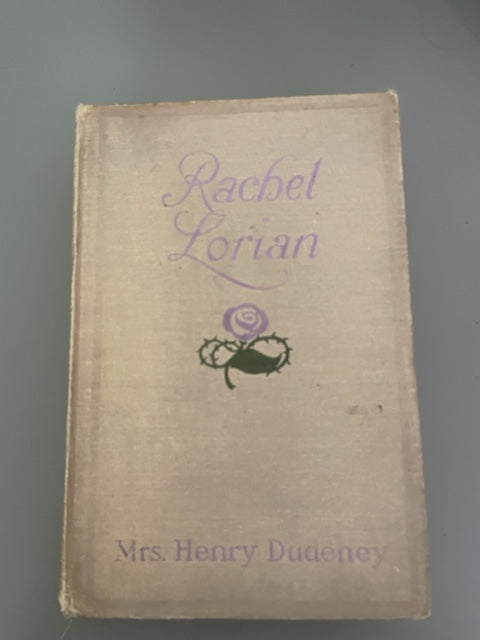 Rachel
Lorian
Mrs. Henry Dudeney